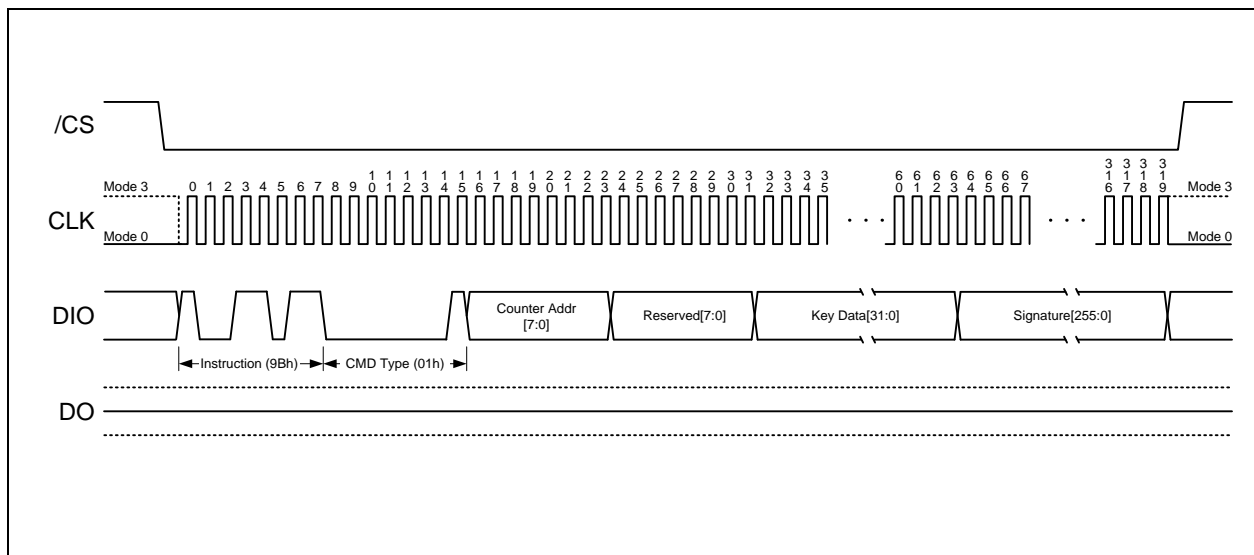 /CS
Mode 3
0 1 2 3 4 5 6 7 8 9 10 11 12 13 14 15 16 17 18 19 20 21 22 23 24 25 26 27 28 29 30 31 32 33 34 35 60 61 62 63 64 65 66 67 316 317 318 319
Mode 3
CLK
. . .
. . .
Mode 0
Mode 0
DIO
Counter Addr
[7:0]
Reserved[7:0]
Key Data[31:0]
Signature[255:0]
Instruction (9Bh)
CMD Type (01h)
DO